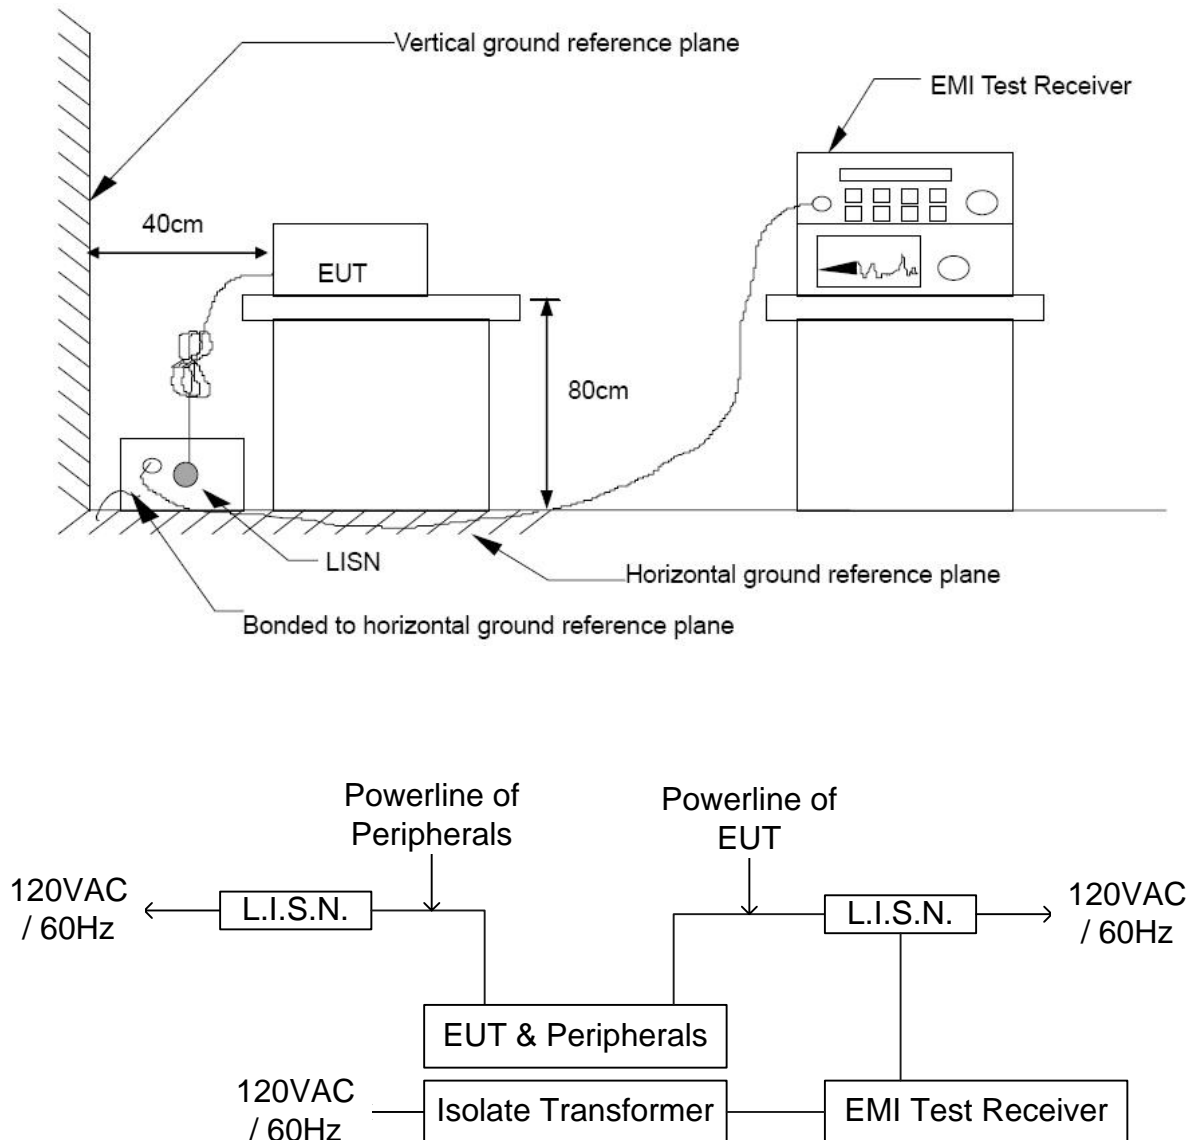 Vertical ground reference plane
EMI Test Receiver
40cm
EUT
80cm
LISN
Horizontal ground reference plane
Bonded to horizontal ground reference plane
Powerline of
Peripherals
Powerline of
EUT
120VAC
/ 60Hz
L.I.S.N.
L.I.S.N.
120VAC
/ 60Hz
EUT & Peripherals
120VAC
/ 60Hz
Isolate Transformer
EMI Test Receiver